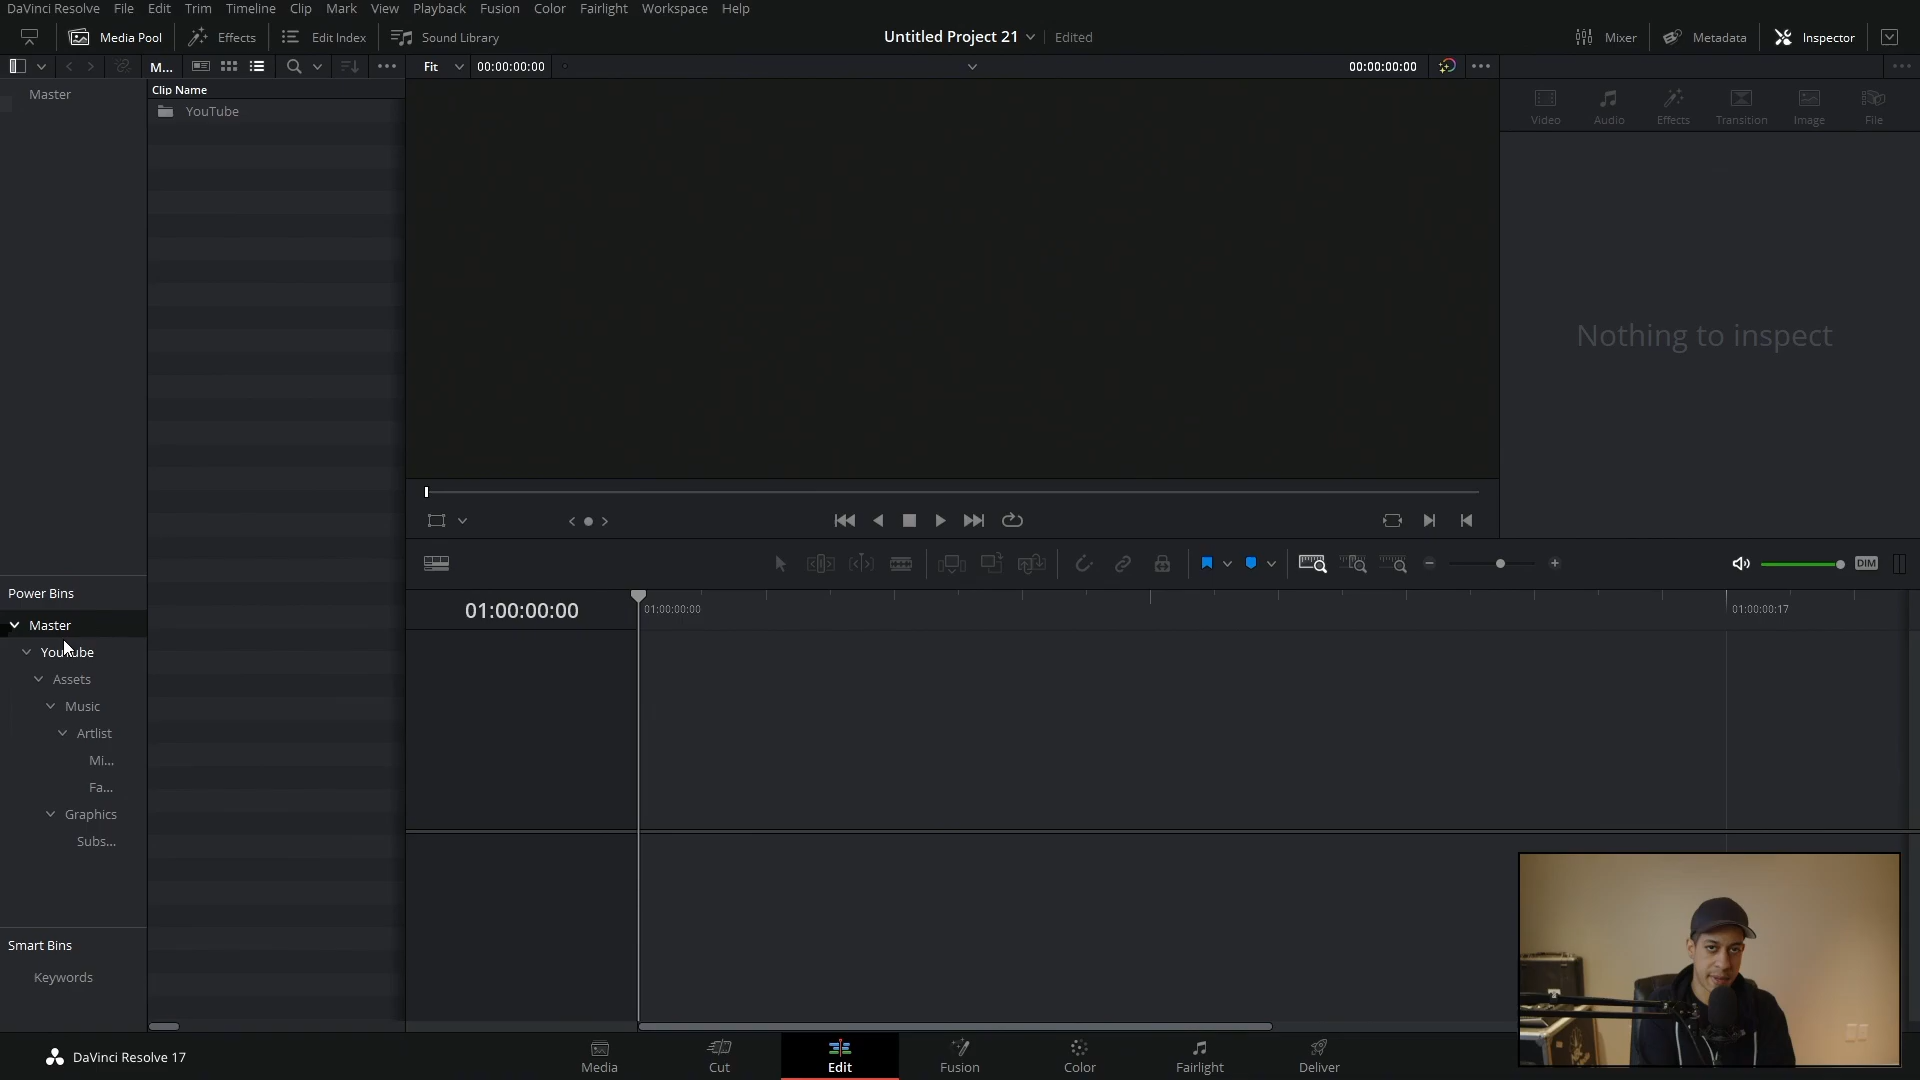 DaVinci Resolve File Edit Trim Timeline Clip Mark View Playback Fusion Color Fairlight Workspace Help
Media Pool Effects Edit Index Sound Library Untitled Project 21 Edited Mixer Metadata Inspector
M... Fit 00:00:00:00 00:00:00:00
Master Clip Name
YouTube
Video Audio Effects Transition Image File
Nothing to inspect
DIM
Power Bins
01:00:00:00 01:00:00:00 01:00:00:17
Master
YouTube
Assets
Music
Artlist
Mi...
Fa...
Graphics
Subs...
Smart Bins
Keywords
DaVinci Resolve 17 Media Cut Edit Fusion Color Fairlight Deliver